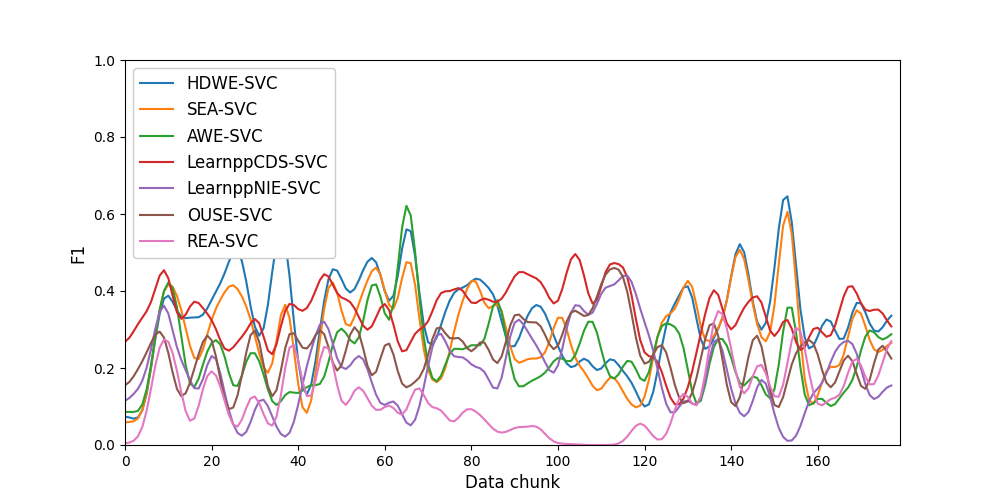 1.0
0.8
0.6
0.4
0.2
0.0
F1
HDWE-SVC
SEA-SVC
AWE-SVC
LearnppCDS-SVC
LearnppNIE-SVC
OUSE-SVC
REA-SVC
0 20 40 60 80 100 120 140 160
Data chunk